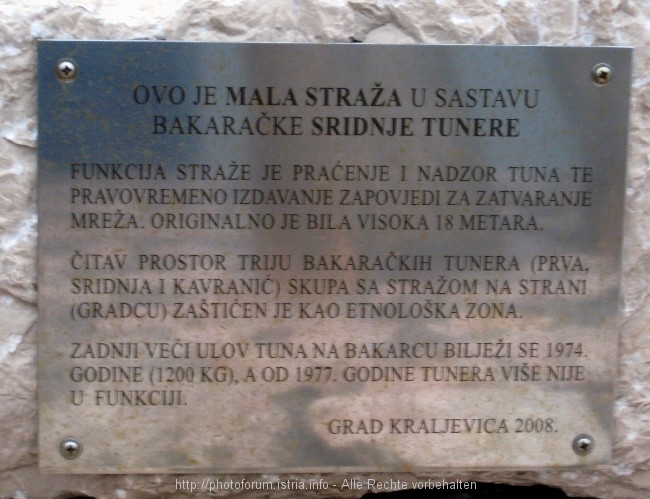 OVO JE MALA STRAŽA U SASTAVU
BAKARAČKE SRIDNJE TUNERE
FUNKCIJA STRAŽE JE PRAĆENJE I NADZOR TUNA TE
PRAVOVREMENO IZDAVANJE ZAPOVJEDI ZA ZATVARANJE
MREŽA. ORIGINALNO JE BILA VISOKA 18 METARA.
ČITAV PROSTOR TRIJU BAKARAČKIH TUNERA (PRVA,
SRIDNJA I KAVRANIĆ) SKUPA SA STRAŽOM NA STRANI
(GRADCU) ZAŠTIĆEN JE KAO ETNOLOŠKA ZONA.
ZADNJI VEĆI ULOV TUNA NA BAKARCU BILJEŽI SE 1974.
GODINE (1200 KG), A OD 1977. GODINE TUNERA VIŠE NIJE
U FUNKCIJI.
GRAD KRALJEVICA 2008.
http://photoforum.istria.info - Alle Rechte vorbehalten